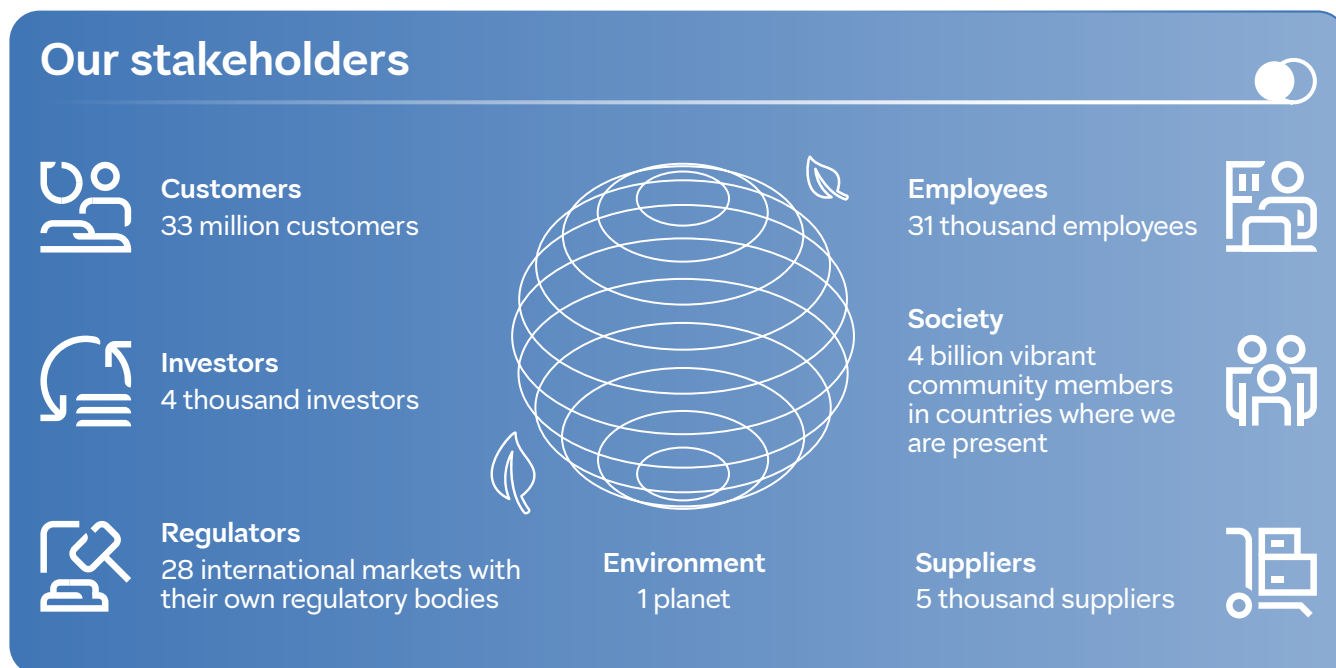 Our stakeholders
Customers
33 million customers
Investors
4 thousand investors
Regulators
28 international markets with
their own regulatory bodies
Environment
1 planet
Employees
31 thousand employees
Society
4 billion vibrant
community members
in countries where we
are present
Suppliers
5 thousand suppliers